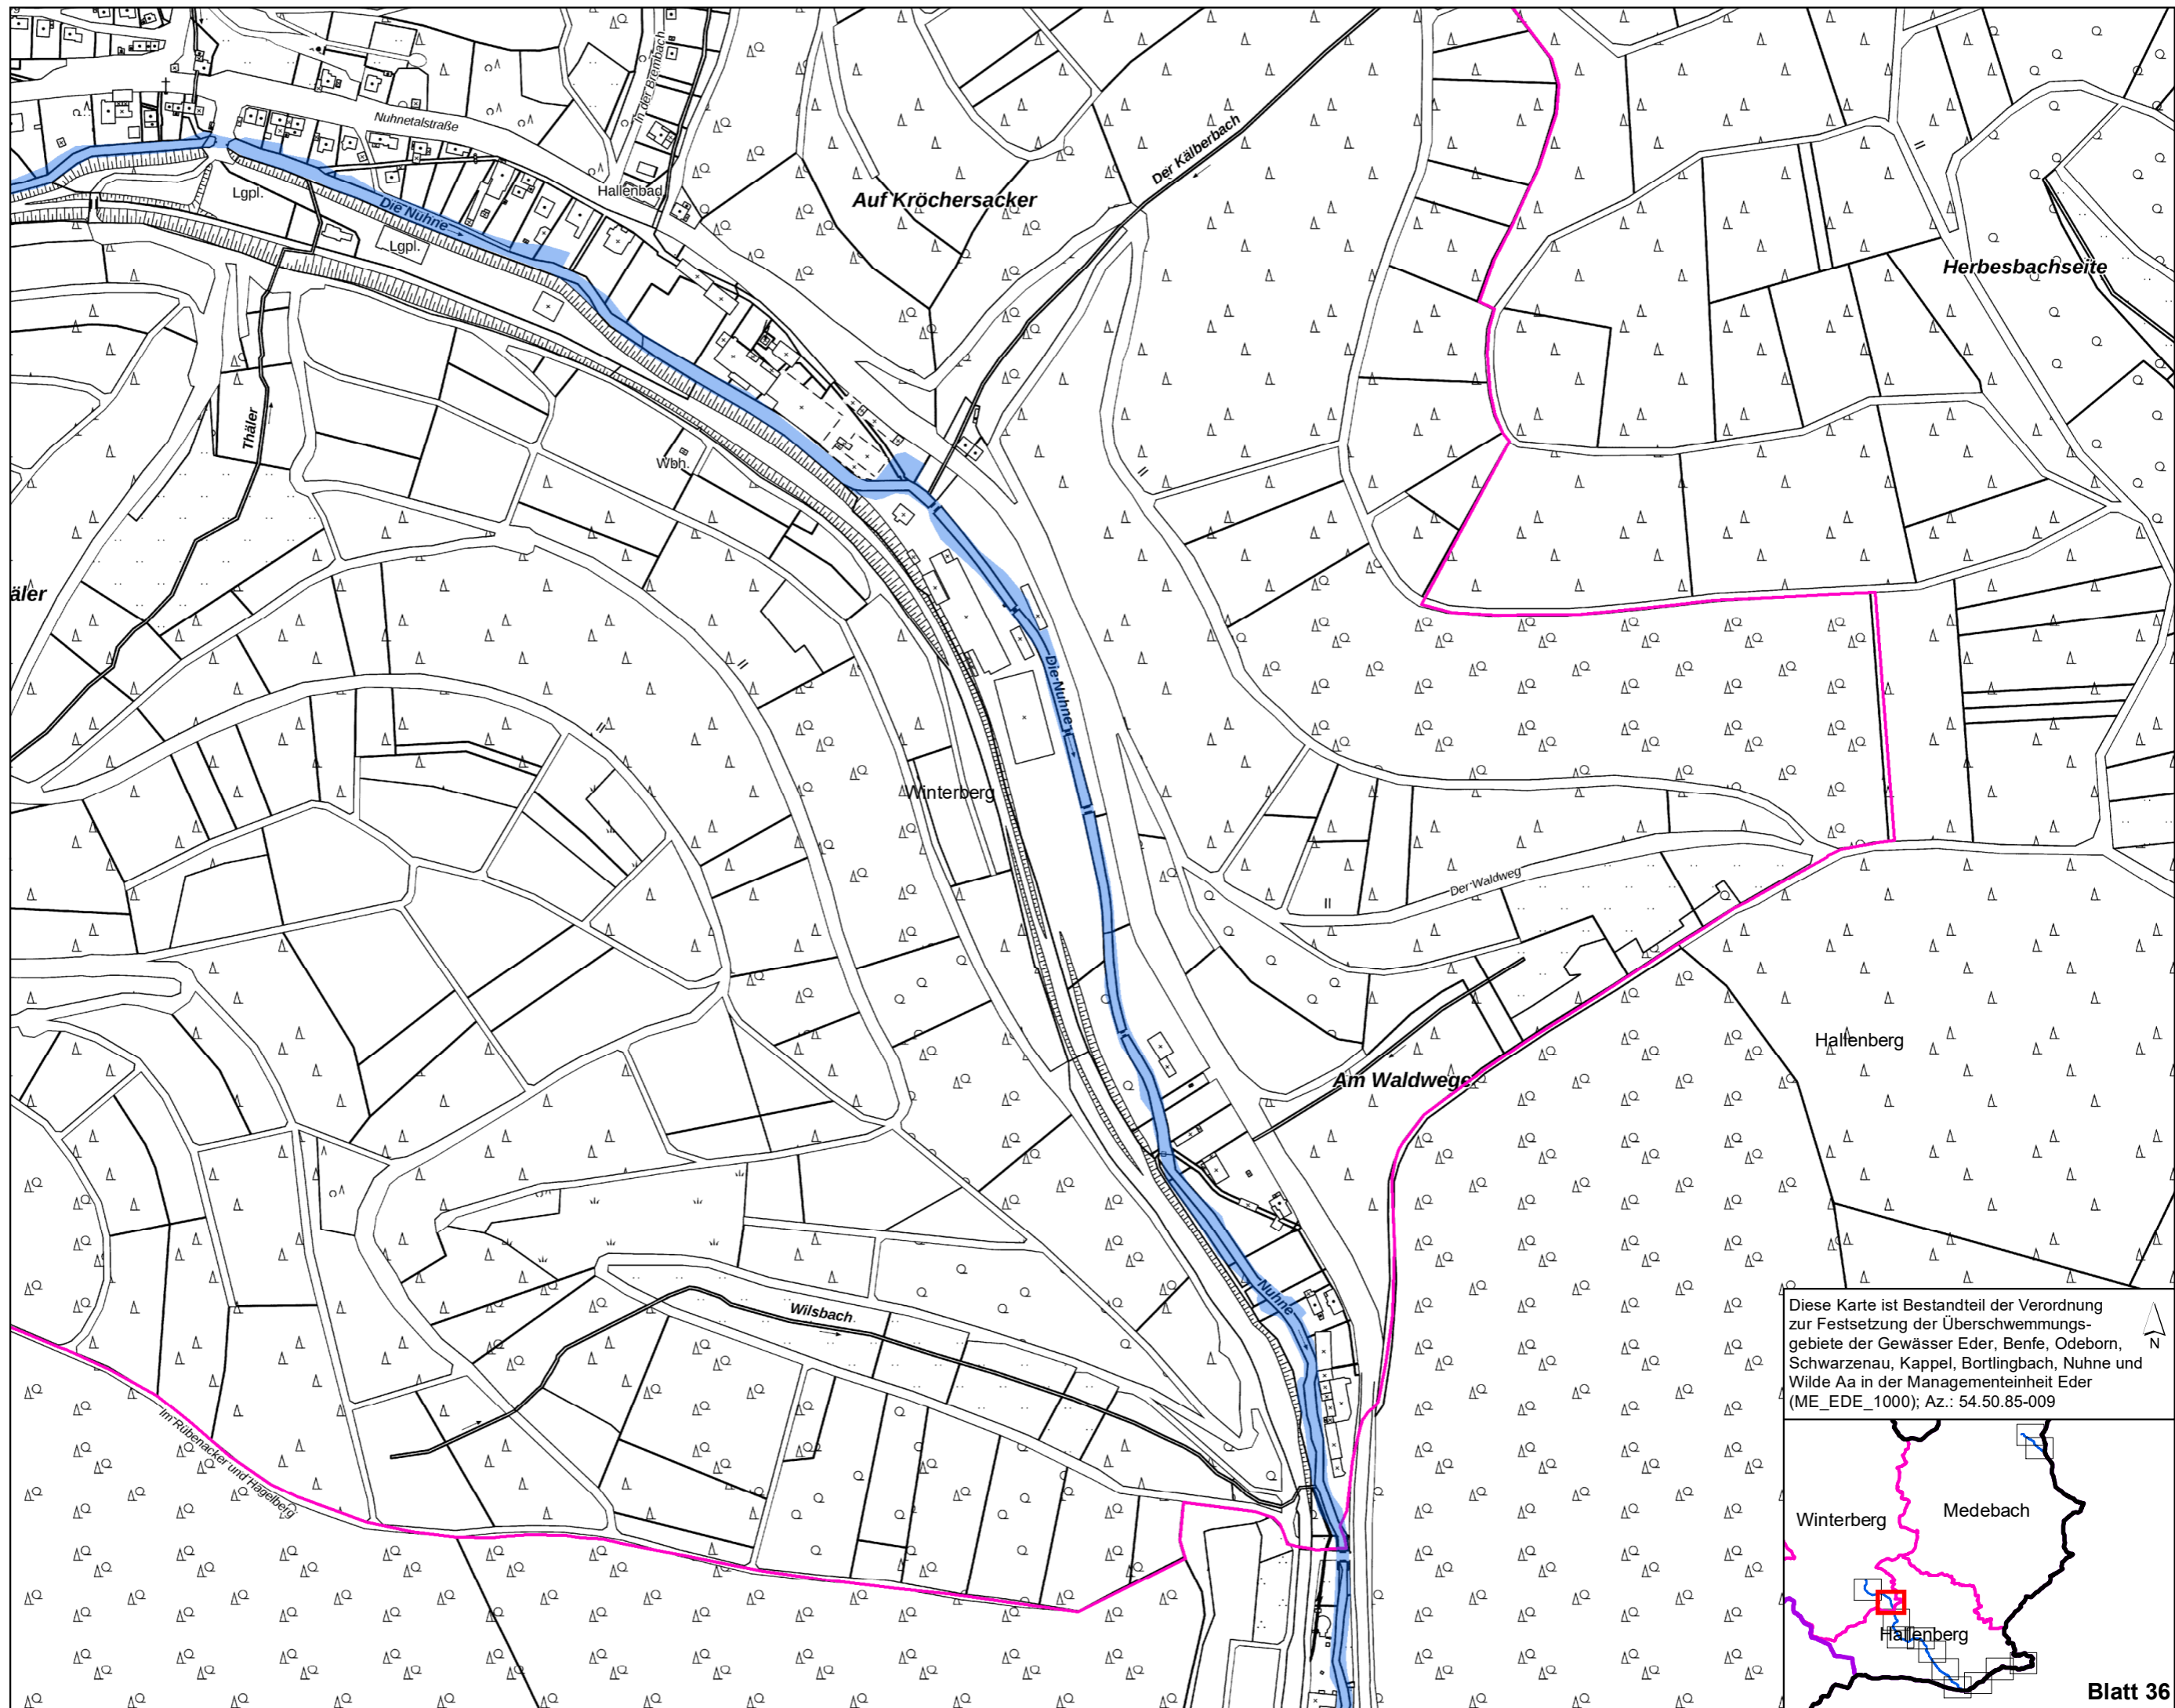 In der Brembach
Nuhnetalstraße
Der Kälberbach
Hallenbad
Lgpl.
Auf Kröchersacker
Die Nuhne
Lgpl.
Herbesbachseite
Thäler
Wbh.
äler
Die Nuhne
Winterberg
Der Waldweg
Hallenberg
Am Waldwege
Nuhne
Wilsbach
Im Rübenacker und Hagelberg
Diese Karte ist Bestandteil der Verordnung
zur Festsetzung der Überschwemmungs-
gebiete der Gewässer Eder, Benfe, Odeborn,
Schwarzenau, Kappel, Bortlingbach, Nuhne und
Wilde Aa in der Managementeinheit Eder
(ME_EDE_1000); Az.: 54.50.85-009
N
Winterberg
Medebach
Hallenberg
Blatt 36